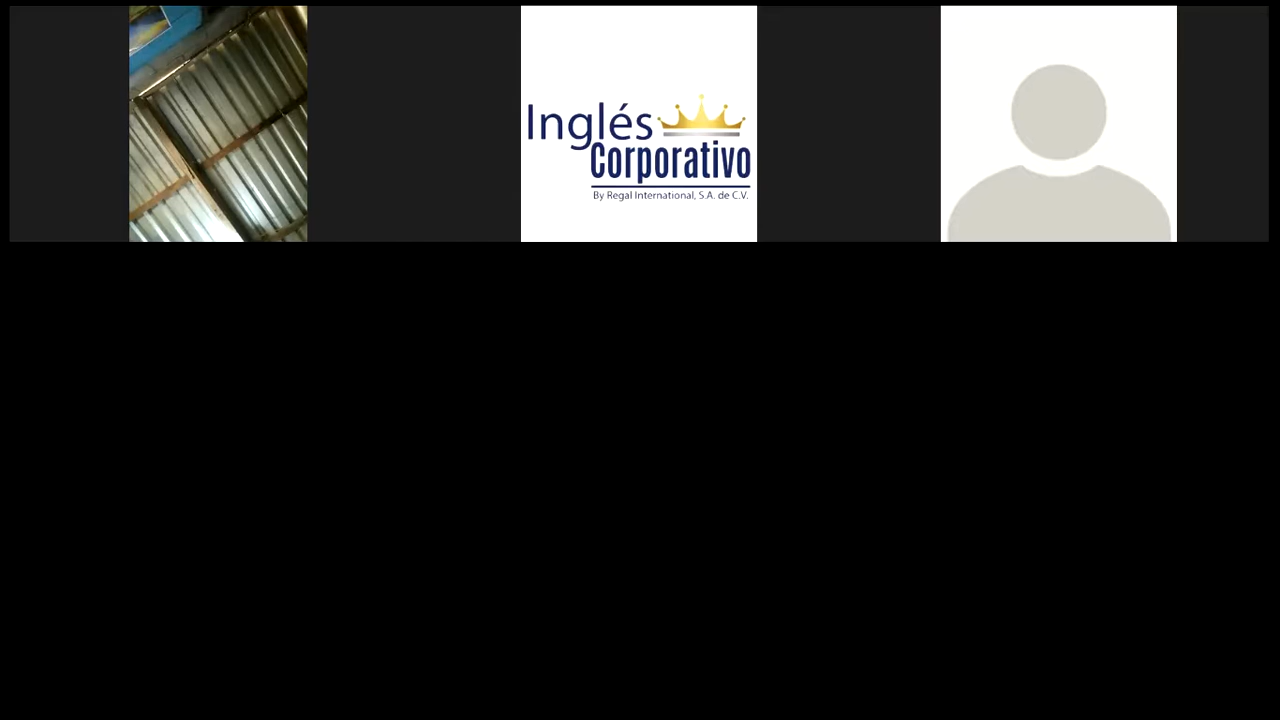 Inglés
Corporativo
By Regal International, S.A. de C.V.